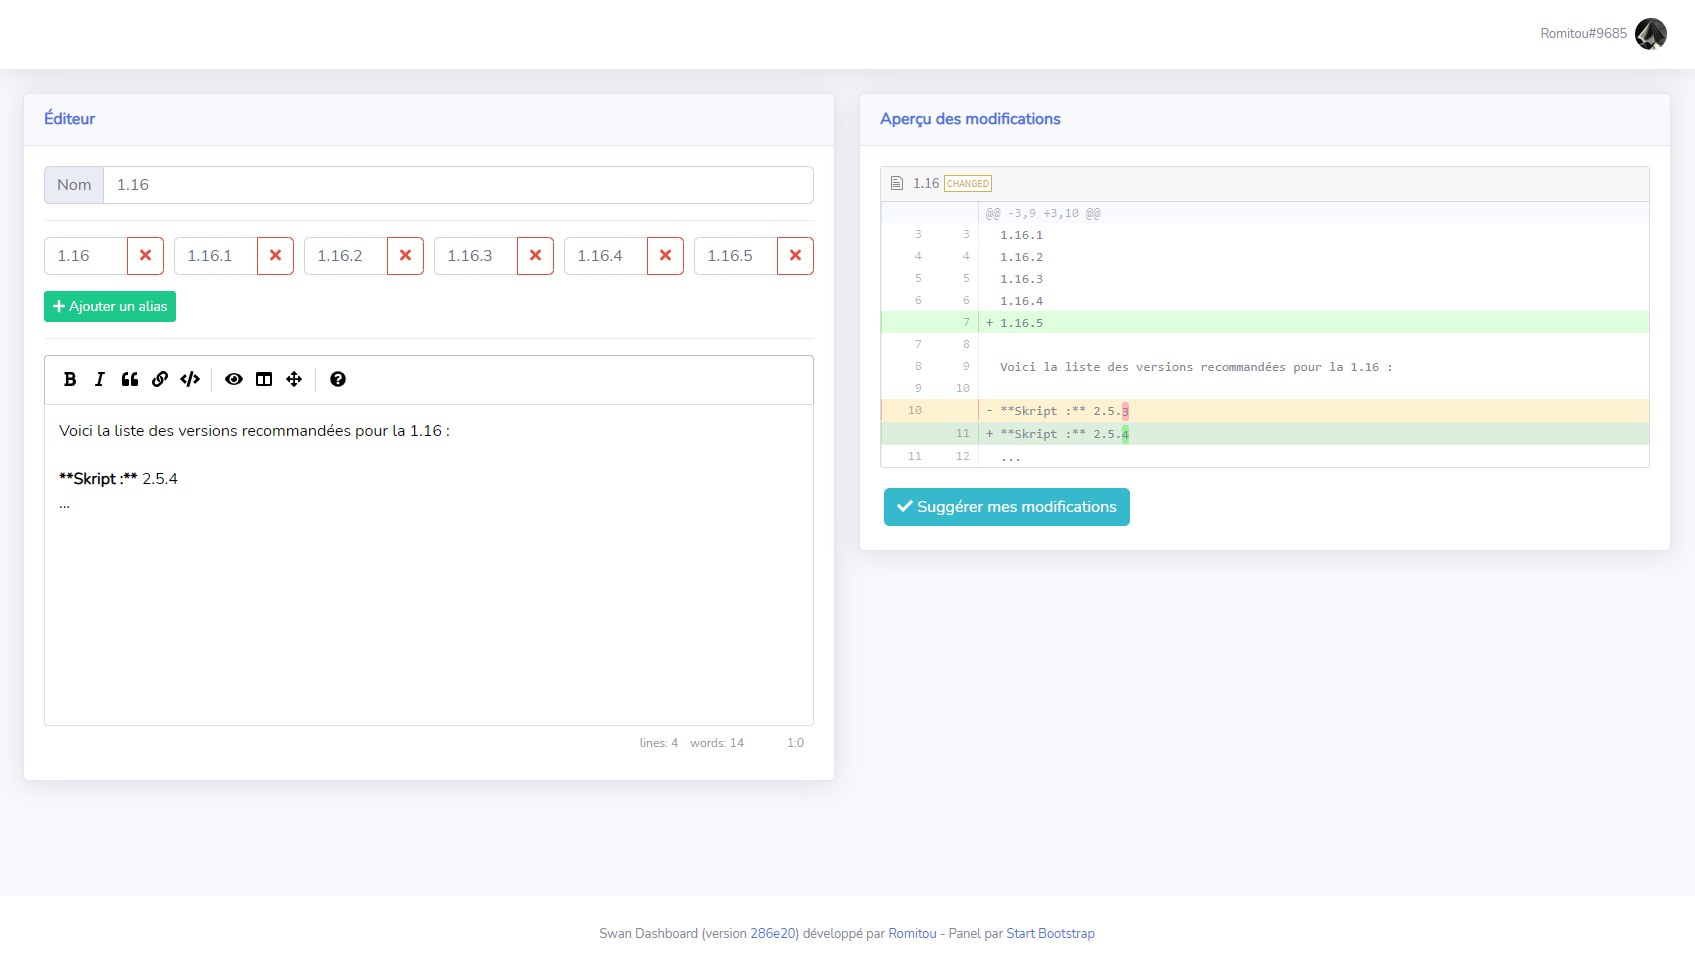 Romitou#9685
Éditeur
Nom 1.16
1.16 1.16.1 1.16.2 1.16.3 1.16.4 1.16.5
Ajouter un alias
Voici la liste des versions recommandées pour la 1.16 :
**Skript :** 2.5.4
...
lines: 4 words: 14 1:0
Aperçu des modifications
1.16 CHANGED
@@ -3,9 +3,10 @@
3 3 1.16.1
4 4 1.16.2
5 5 1.16.3
6 6 1.16.4
7 + 1.16.5
7 8
8 9 Voici la liste des versions recommandées pour la 1.16 :
9 10
10 - **Skript :** 2.5.3
11 + **Skript :** 2.5.4
11 12 ...
Suggérer mes modifications
Swan Dashboard (version 286e20) développé par Romitou - Panel par Start Bootstrap